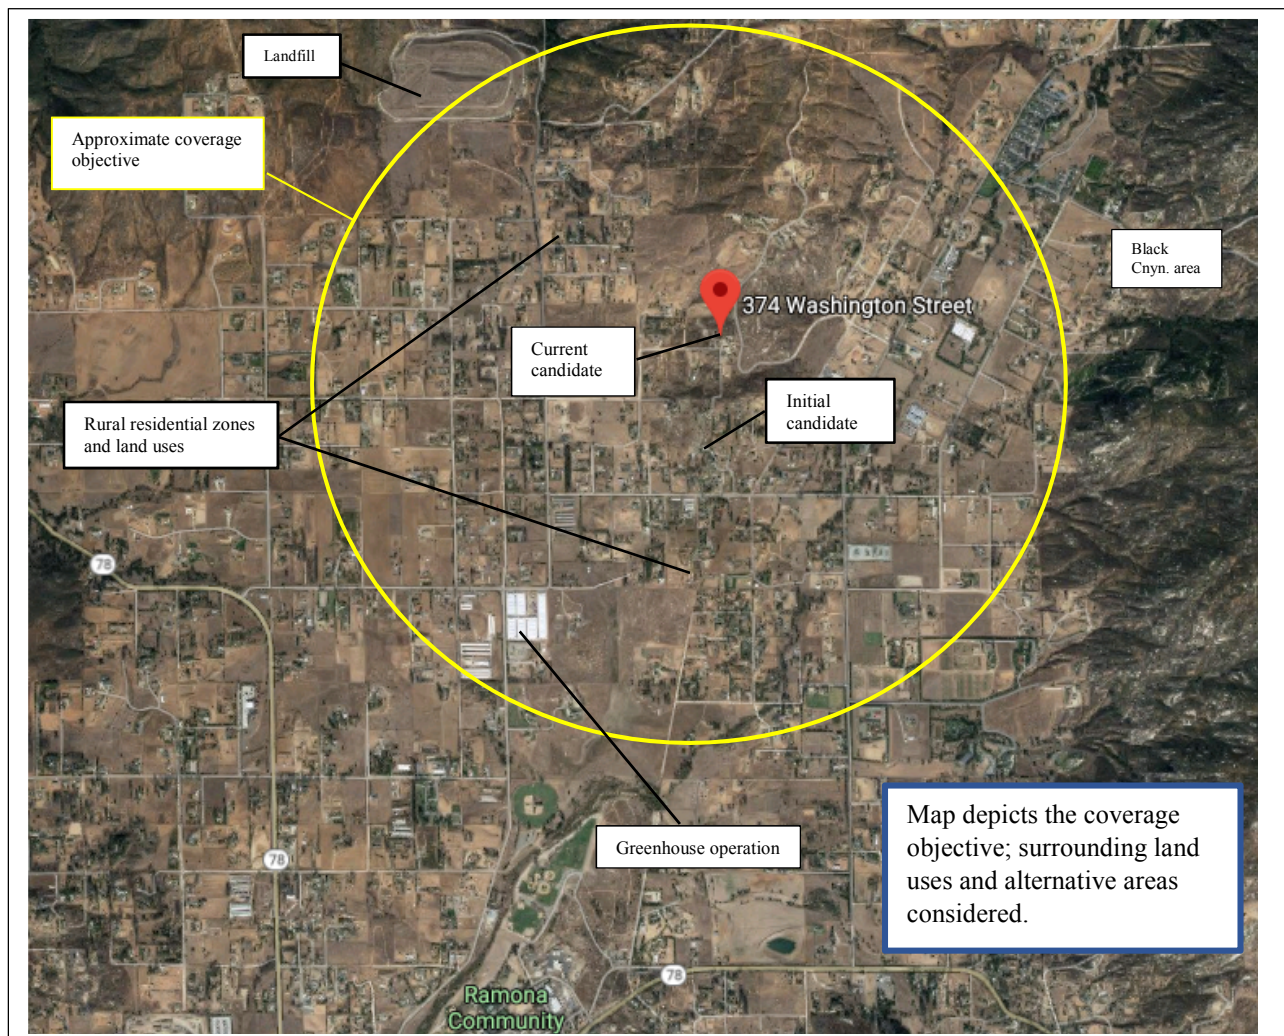 Landfill
Approximate coverage
objective
Black
Cnyn. area
374 Washington Street
Current
candidate
Initial
candidate
Rural residential zones
and land uses
78
Greenhouse operation
78
Map depicts the coverage
objective; surrounding land
uses and alternative areas
considered.
78
Ramona
Community